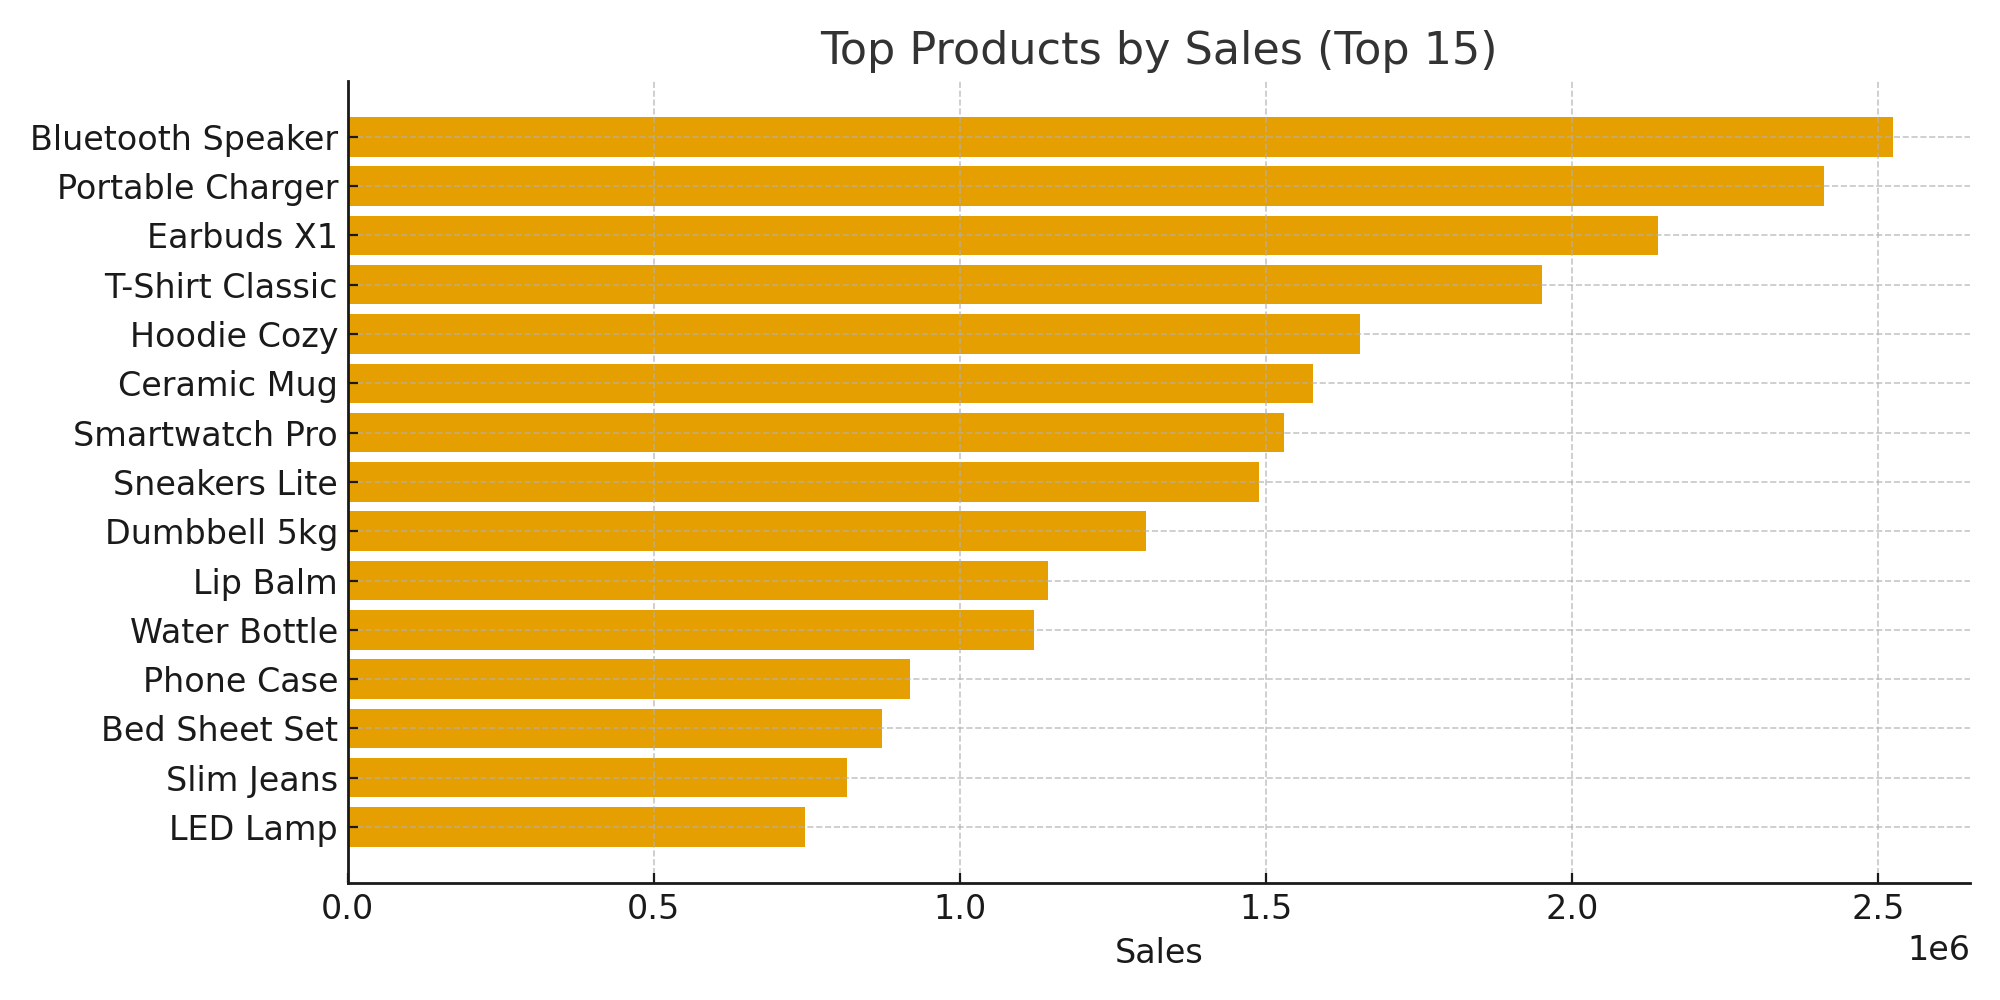 Top Products by Sales (Top 15)
Bluetooth Speaker
Portable Charger
Earbuds X1
T-Shirt Classic
Hoodie Cozy
Ceramic Mug
Smartwatch Pro
Sneakers Lite
Dumbbell 5kg
Lip Balm
Water Bottle
Phone Case
Bed Sheet Set
Slim Jeans
LED Lamp
0.0 0.5 1.0 1.5 2.0 2.5
Sales
1e6